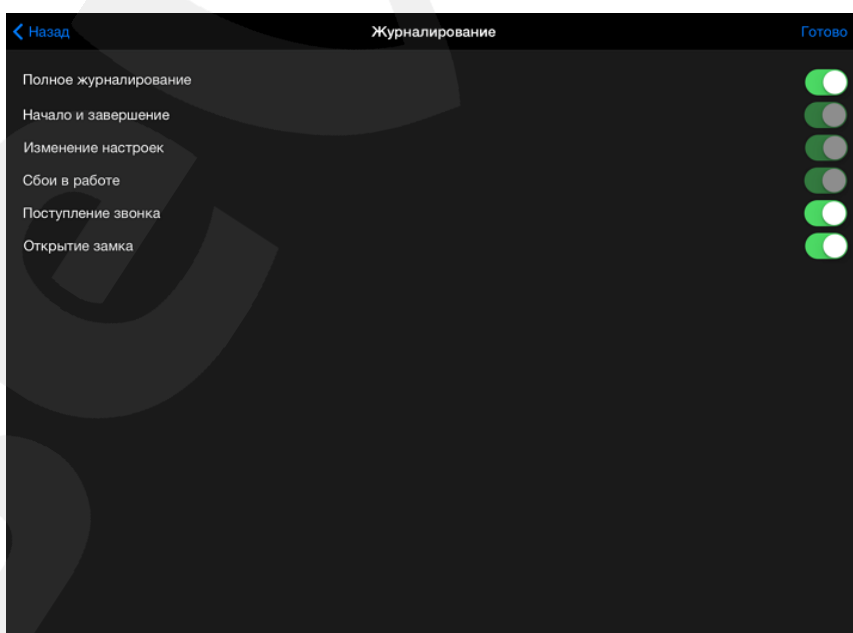 Назад Журналирование Готово
Полное журналирование
Начало и завершение
Изменение настроек
Сбои в работе
Поступление звонка
Открытие замка